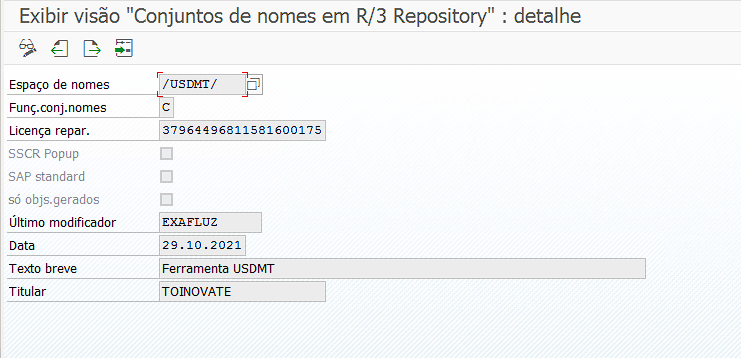 Exibir visão "Conjuntos de nomes em R/3 Repository" : detalhe
Espaço de nomes /USDMT/
Funç.conj.nomes C
Licença repar. 37964496811581600175
SSCR Popup
SAP standard
só objs.gerados
Último modificador EXAFLUZ
Data 29.10.2021
Texto breve Ferramenta USDMT
Titular TOINOVATE